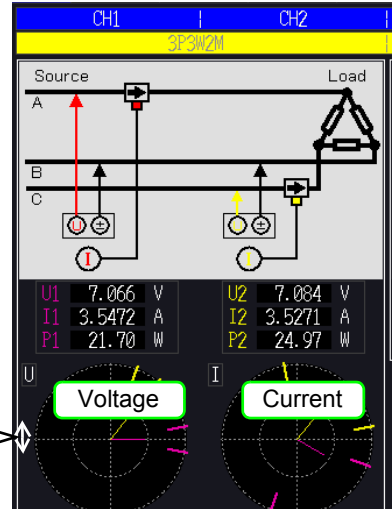 CH1 | CH2
3P3W2M
Source Load
A
B
C
U ± U ±
I I
U1 7.066 V U2 7.084 V
I1 3.5472 A I2 3.5271 A
P1 21.70 W P2 24.97 W
U I
Voltage Current